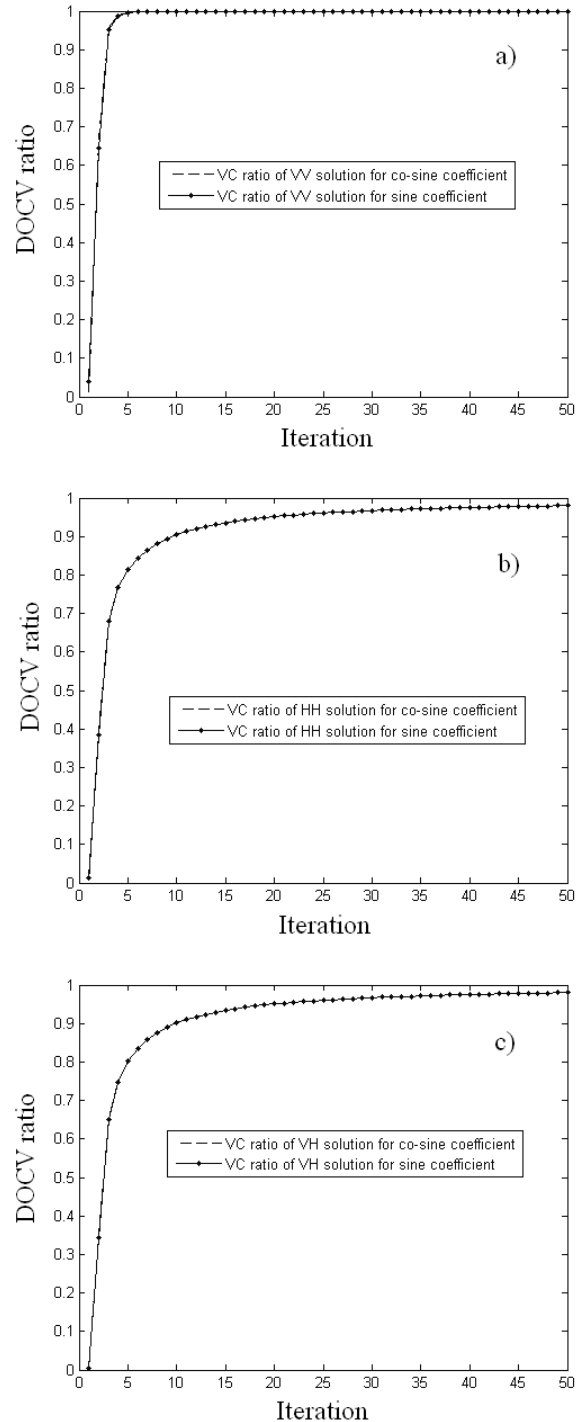 1
0.9
0.8
0.7
0.6
0.5
0.4
0.3
0.2
0.1
0
DOCV ratio
a)
VC ratio of VV solution for co-sine coefficient
VC ratio of VV solution for sine coefficient
0 5 10 15 20 25 30 35 40 45 50
Iteration
1
0.9
0.8
0.7
0.6
0.5
0.4
0.3
0.2
0.1
0
DOCV ratio
b)
VC ratio of HH solution for co-sine coefficient
VC ratio of HH solution for sine coefficient
0 5 10 15 20 25 30 35 40 45 50
Iteration
1
0.9
0.8
0.7
0.6
0.5
0.4
0.3
0.2
0.1
0
DOCV ratio
c)
VC ratio of VH solution for co-sine coefficient
VC ratio of VH solution for sine coefficient
0 5 10 15 20 25 30 35 40 45 50
Iteration